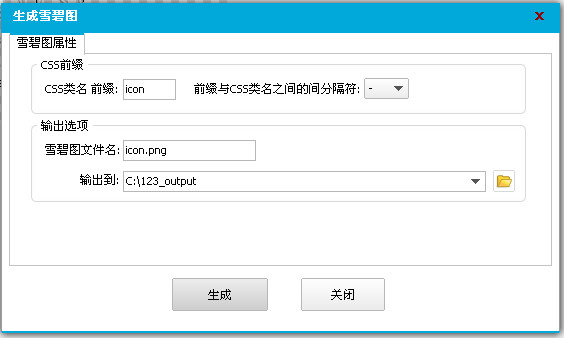 生成雪碧图
x
雪碧图属性
CSS前缀
CSS类名 前缀: icon 前缀与CSS类名之间的间分隔符: -
输出选项
雪碧图文件名: icon.png
输出到: C:\123_output
生成 关闭